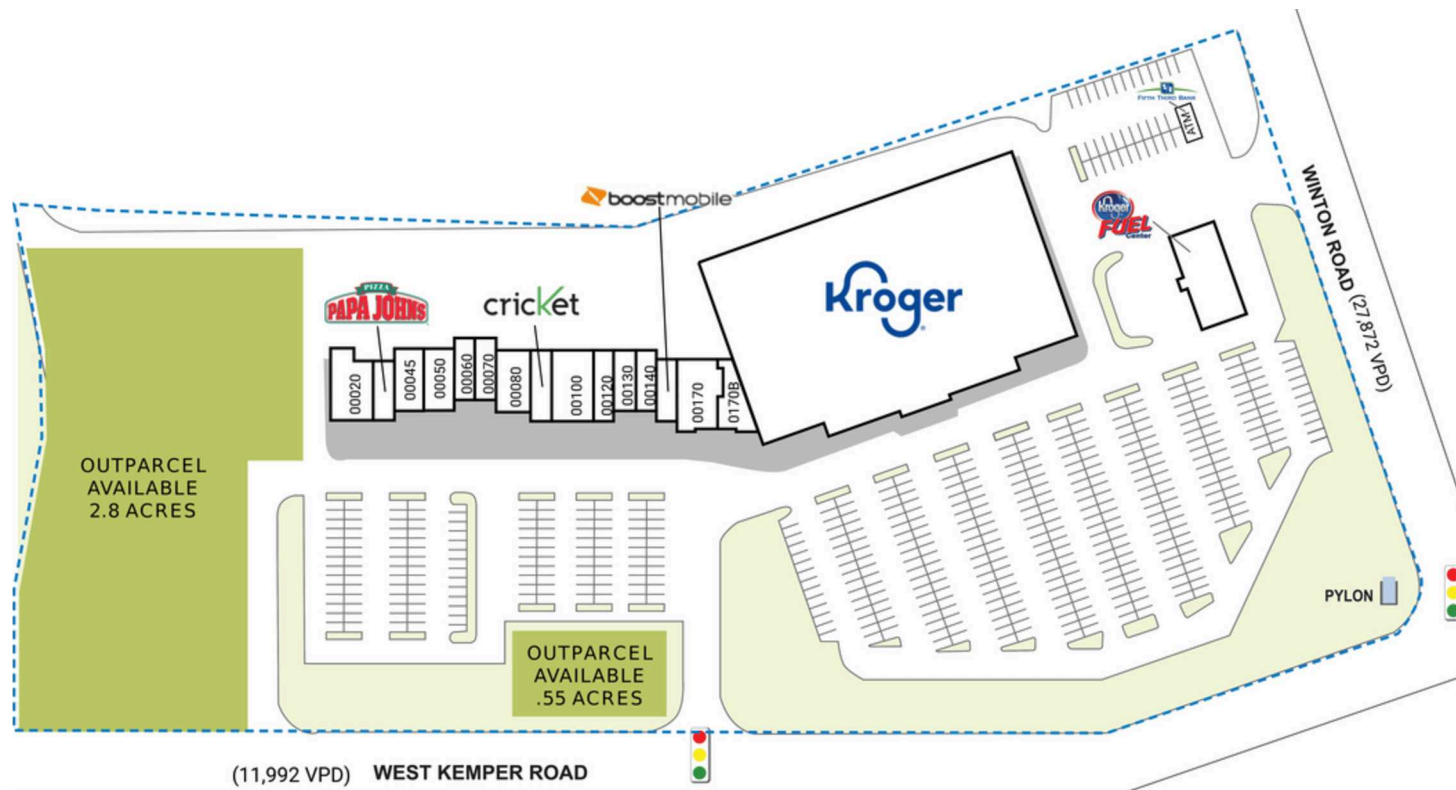 FIFTH THIRD BANK
ATM
WINTON ROAD (27,872 VPD)
boostmobile
Kroger
FUEL
Center
Kroger
PIZZA
PAPA JOHNS
cricket
00020
00045
00050
00060
00070
00080
00100
00120
00130
00140
00170
0170B
OUTPARCEL
AVAILABLE
2.8 ACRES
OUTPARCEL
AVAILABLE
.55 ACRES
PYLON
(11,992 VPD) WEST KEMPER ROAD